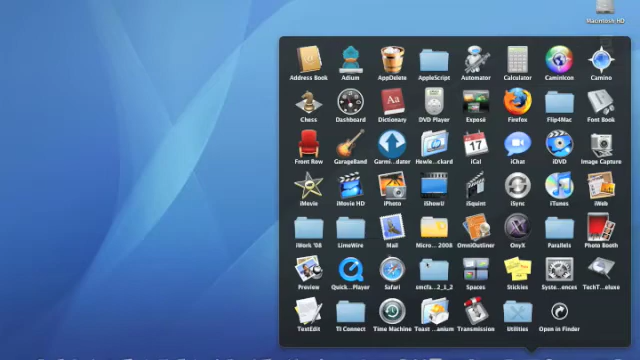 Macintosh HD
Address Book Adium AppDelete AppleScript Automator Calculator CamiIcon Camino
Chess Dashboard Dictionary DVD Player Exposé Firefox Flip4Mac Font Book
Front Row GarageBand Garmi...dater Hewle...ckard iCal iChat iDVD Image Capture
iMovie iMovie HD iPhoto iShowU iSquint iSync iTunes iWeb
iWork '08 LimeWire Mail Micro... 2008 OmniOutliner OnyX Parallels Photo Booth
Preview Quick...Player Safari smcfa...2_1_2 Spaces Stickies Syste...ences TechT...eluxe
TextEdit TI Connect Time Machine Toast ...anium Transmission Utilities Open in Finder